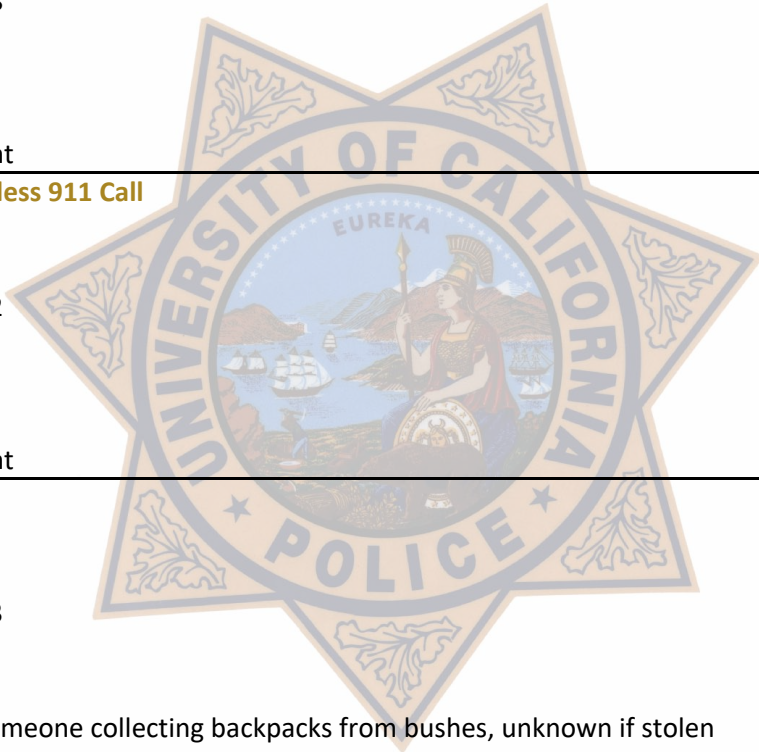 nt
less 911 Call
UNIVERSITY OF CALIFORNIA
EUREKA
2
nt
POLICE
3
meone collecting backpacks from bushes, unknown if stolen